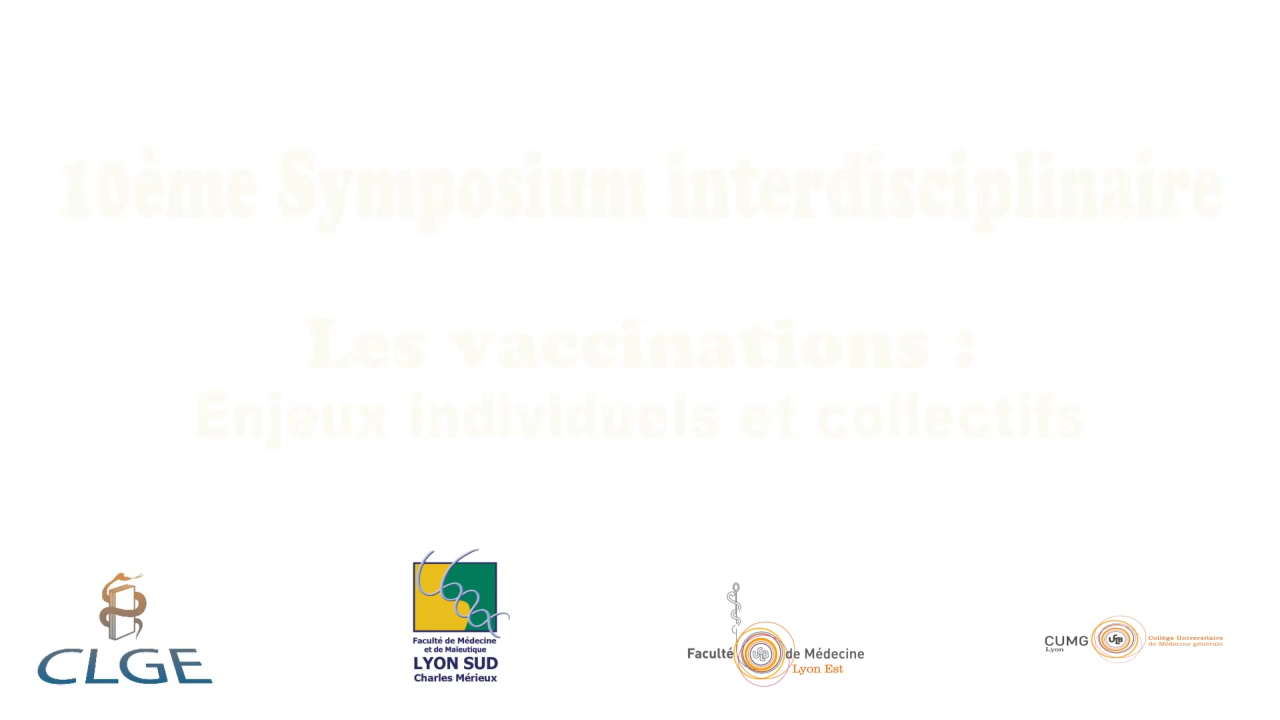 10ème Symposium interdisciplinaire
Les vaccinations :
Enjeux individuels et collectifs
CLGE
Faculté de Médecine
et de Maïeutique
LYON SUD
Charles Mérieux
Faculté de Médecine
Lyon Est
CUMG
Lyon
UCLB
Collège Universitaire
de Médecine générale